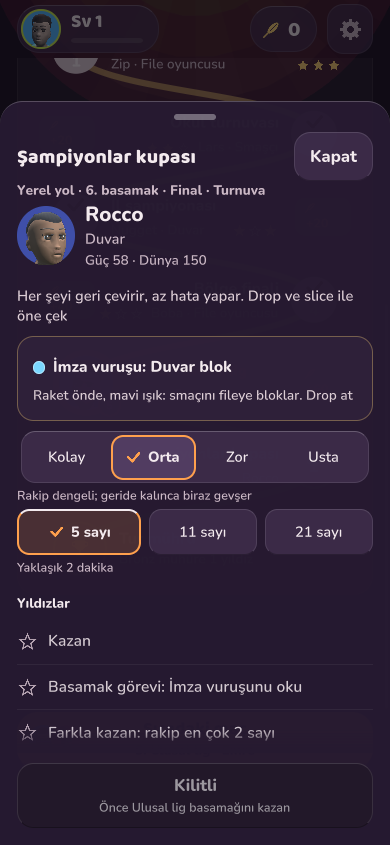 Sv 1
0
1
Zip · File oyuncusu
Şampiyonlar kupası
Kapat
Yerel yol · 6. basamak · Final · Turnuva
Rocco
Duvar
Güç 58 · Dünya 150
Her şeyi geri çevirir, az hata yapar. Drop ve slice ile
öne çek
İmza vuruşu: Duvar blok
Raket önde, mavi ışık: smaçını fileye bloklar. Drop at
Kolay
Orta
Zor
Usta
Rakip dengeli; geride kalınca biraz gevşer
5 sayı
11 sayı
21 sayı
Yaklaşık 2 dakika
Yıldızlar
Kazan
Basamak görevi: İmza vuruşunu oku
Farkla kazan: rakip en çok 2 sayı
Kilitli
Önce Ulusal lig basamağını kazan